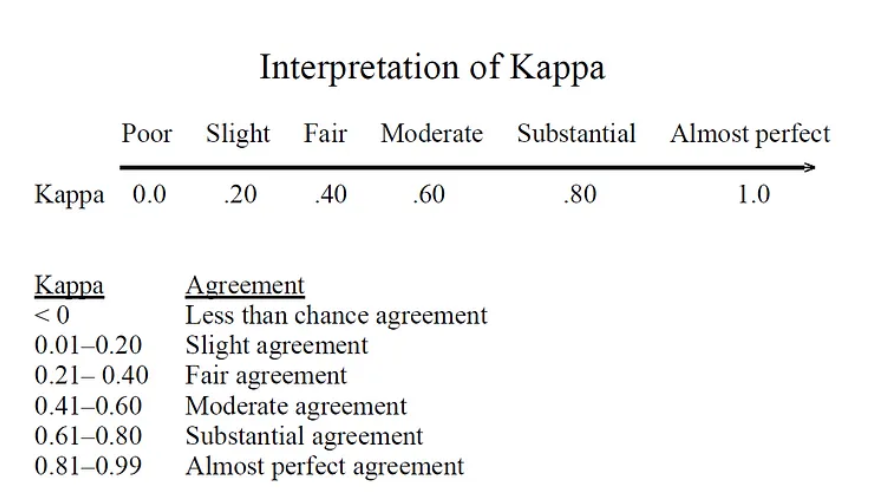 Interpretation of Kappa
Poor Slight Fair Moderate Substantial Almost perfect
Kappa 0.0 .20 .40 .60 .80 1.0
Kappa Agreement
< 0 Less than chance agreement
0.01–0.20 Slight agreement
0.21– 0.40 Fair agreement
0.41–0.60 Moderate agreement
0.61–0.80 Substantial agreement
0.81–0.99 Almost perfect agreement